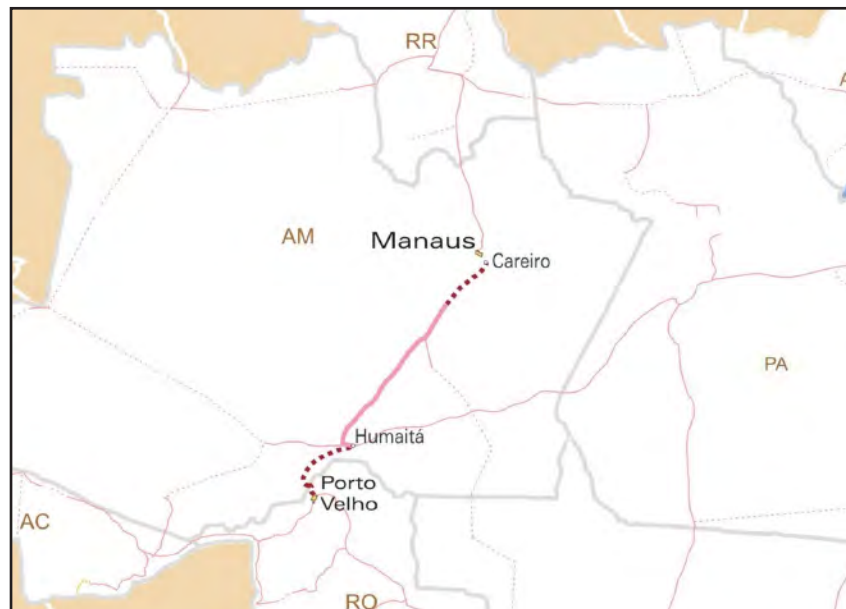 RR
A
AM
Manaus
Careiro
PA
Humaitá
Porto
Velho
AC
RO